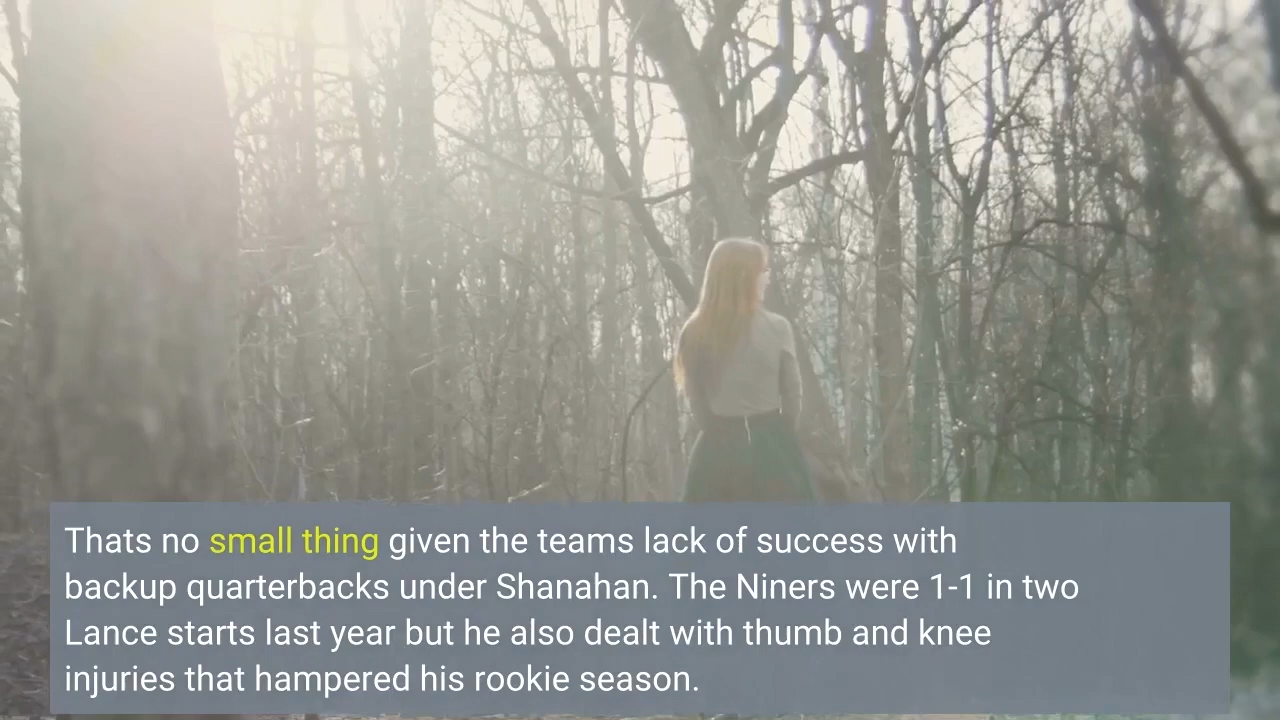 Thats no small thing given the teams lack of success with
backup quarterbacks under Shanahan. The Niners were 1-1 in two
Lance starts last year but he also dealt with thumb and knee
injuries that hampered his rookie season.